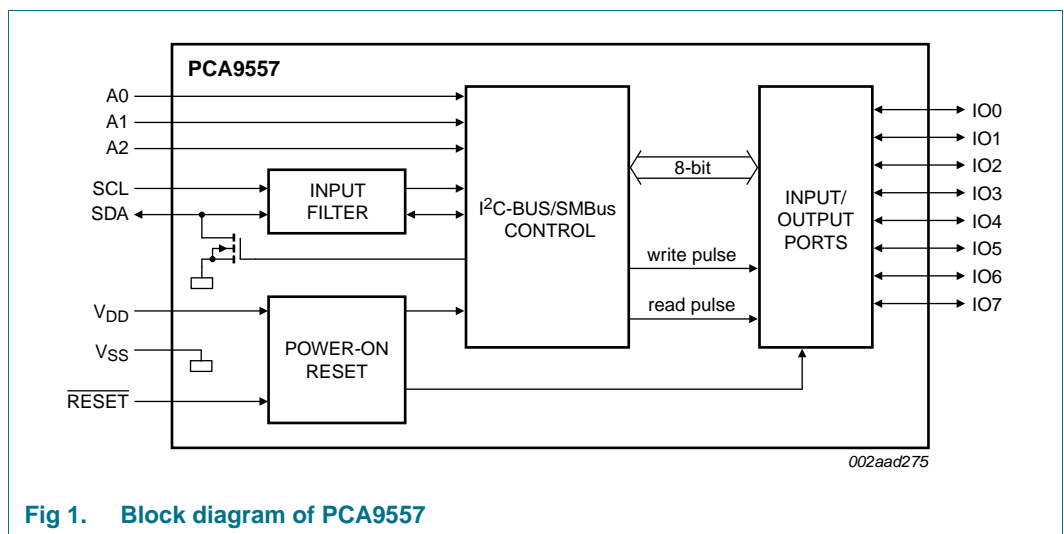 PCA9557
A0
A1
A2
SCL
SDA
INPUT
FILTER
I²C-BUS/SMBus
CONTROL
8-bit
write pulse
read pulse
INPUT/
OUTPUT
PORTS
IO0
IO1
IO2
IO3
IO4
IO5
IO6
IO7
VDD
VSS
RESET
POWER-ON
RESET
002aad275
Fig 1. Block diagram of PCA9557